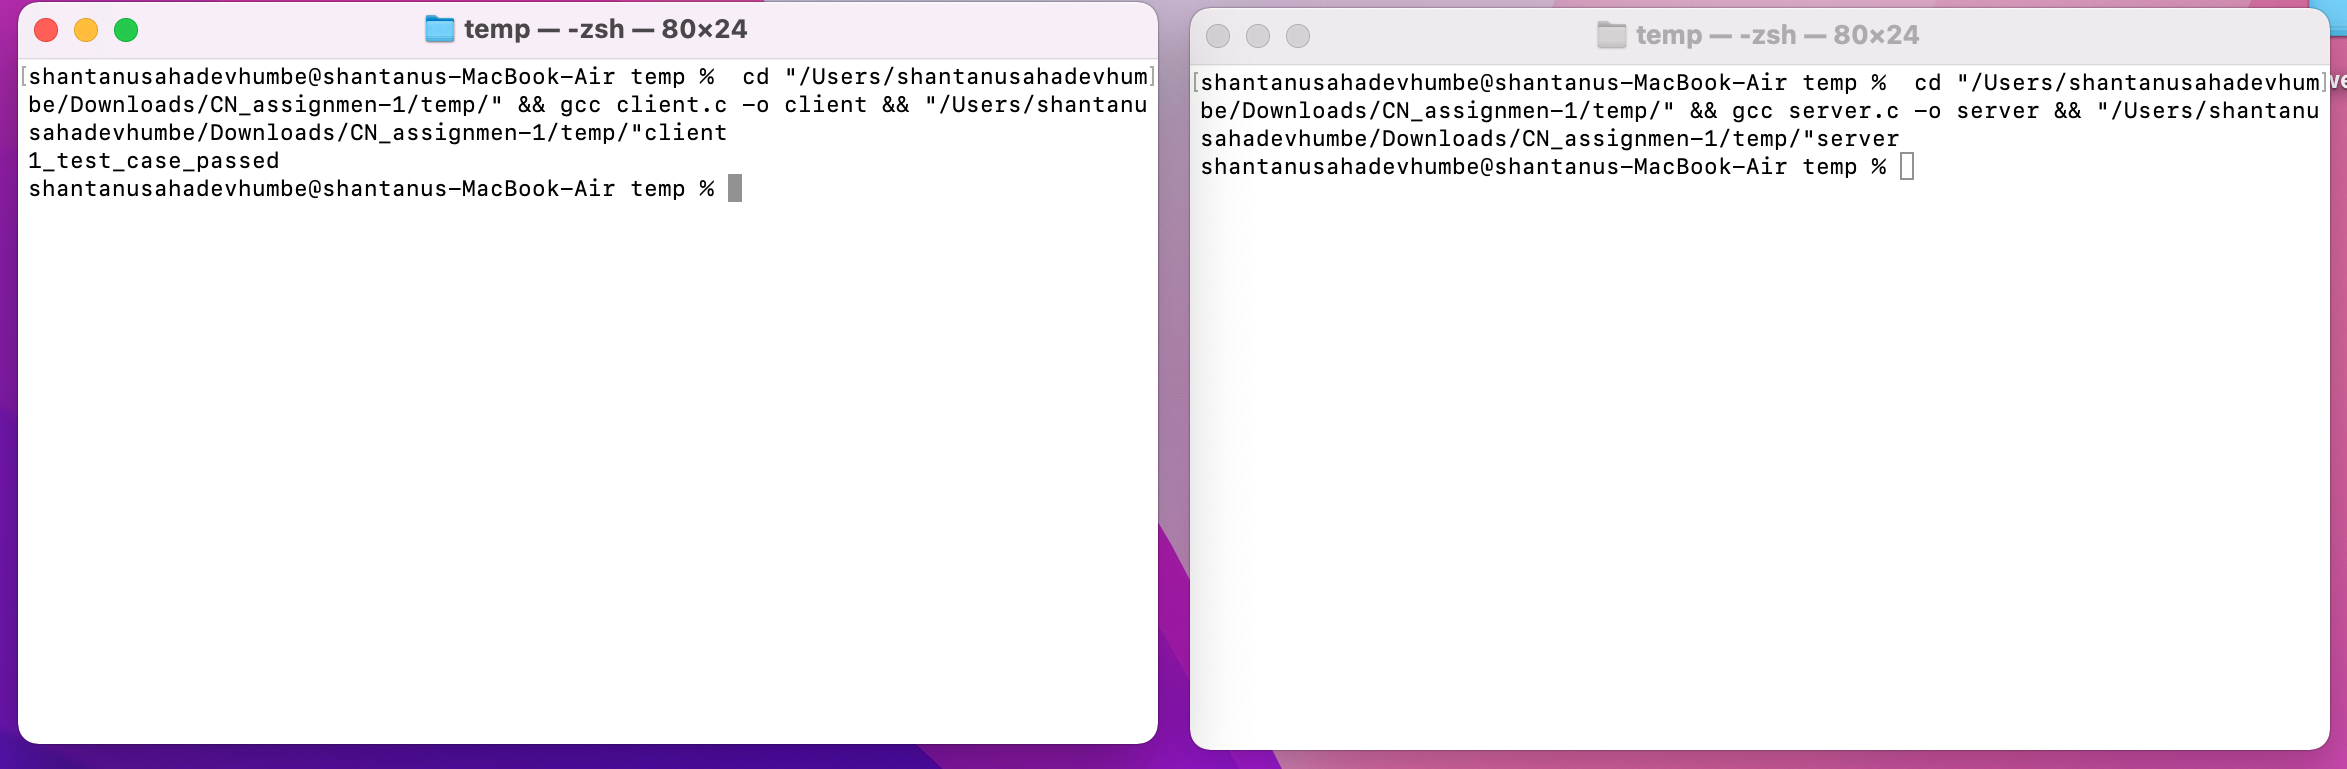 temp — -zsh — 80×24
shantanusahadevhumbe@shantanus-MacBook-Air temp %  cd "/Users/shantanusahadevhum
be/Downloads/CN_assignmen-1/temp/" && gcc client.c -o client && "/Users/shantanu
sahadevhumbe/Downloads/CN_assignmen-1/temp/"client
1_test_case_passed
shantanusahadevhumbe@shantanus-MacBook-Air temp %
temp — -zsh — 80×24
shantanusahadevhumbe@shantanus-MacBook-Air temp %  cd "/Users/shantanusahadevhum
be/Downloads/CN_assignmen-1/temp/" && gcc server.c -o server && "/Users/shantanu
sahadevhumbe/Downloads/CN_assignmen-1/temp/"server
shantanusahadevhumbe@shantanus-MacBook-Air temp %